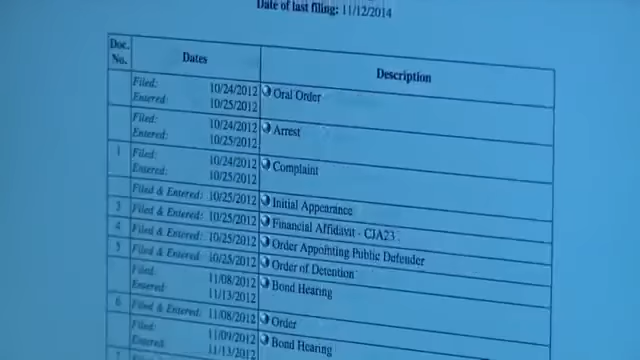 Date of last filing: 11/12/2014
Doc. No. Dates Description
Filed: 10/24/2012 Oral Order
Entered: 10/25/2012
Filed: 10/24/2012 Arrest
Entered: 10/25/2012
1 Filed: 10/24/2012 Complaint
Entered: 10/25/2012
Filed & Entered: 10/25/2012 Initial Appearance
3 Filed & Entered: 10/25/2012 Financial Affidavit - CJA23
4 Filed & Entered: 10/25/2012 Order Appointing Public Defender
5 Filed & Entered: 10/25/2012 Order of Detention
Filed: 11/08/2012 Bond Hearing
Entered: 11/13/2012
6 Filed & Entered: 11/08/2012 Order
Filed: 11/09/2012 Bond Hearing
Entered: 11/13/2012